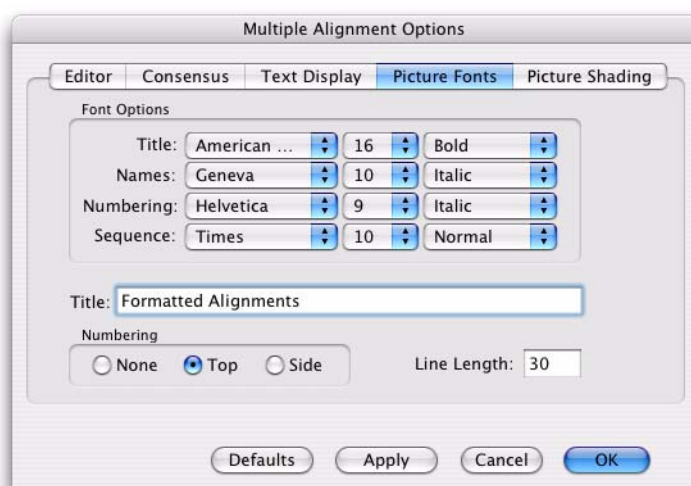 Multiple Alignment Options
Editor Consensus Text Display Picture Fonts Picture Shading
Font Options
Title: American ... 16 Bold
Names: Geneva 10 Italic
Numbering: Helvetica 9 Italic
Sequence: Times 10 Normal
Title: Formatted Alignments
Numbering
None Top Side Line Length: 30
Defaults Apply Cancel OK